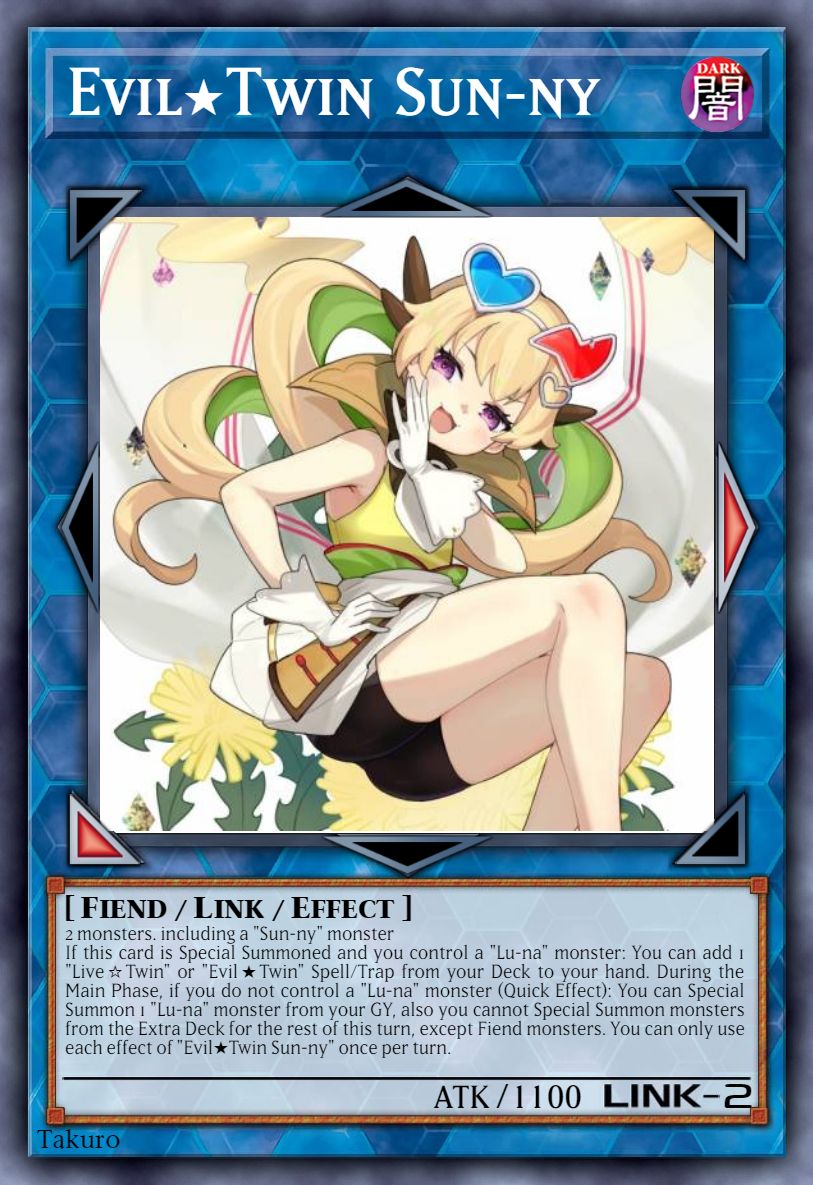 Evil★Twin Sun-ny
DARK
闇
[ Fiend / Link / Effect ]
2 monsters. including a "Sun-ny" monster
If this card is Special Summoned and you control a "Lu-na" monster: You can add 1
"Live☆Twin" or "Evil★Twin" Spell/Trap from your Deck to your hand. During the
Main Phase, if you do not control a "Lu-na" monster (Quick Effect): You can Special
Summon 1 "Lu-na" monster from your GY, also you cannot Special Summon monsters
from the Extra Deck for the rest of this turn, except Fiend monsters. You can only use
each effect of "Evil★Twin Sun-ny" once per turn.
ATK/1100 LINK-2
Takuro